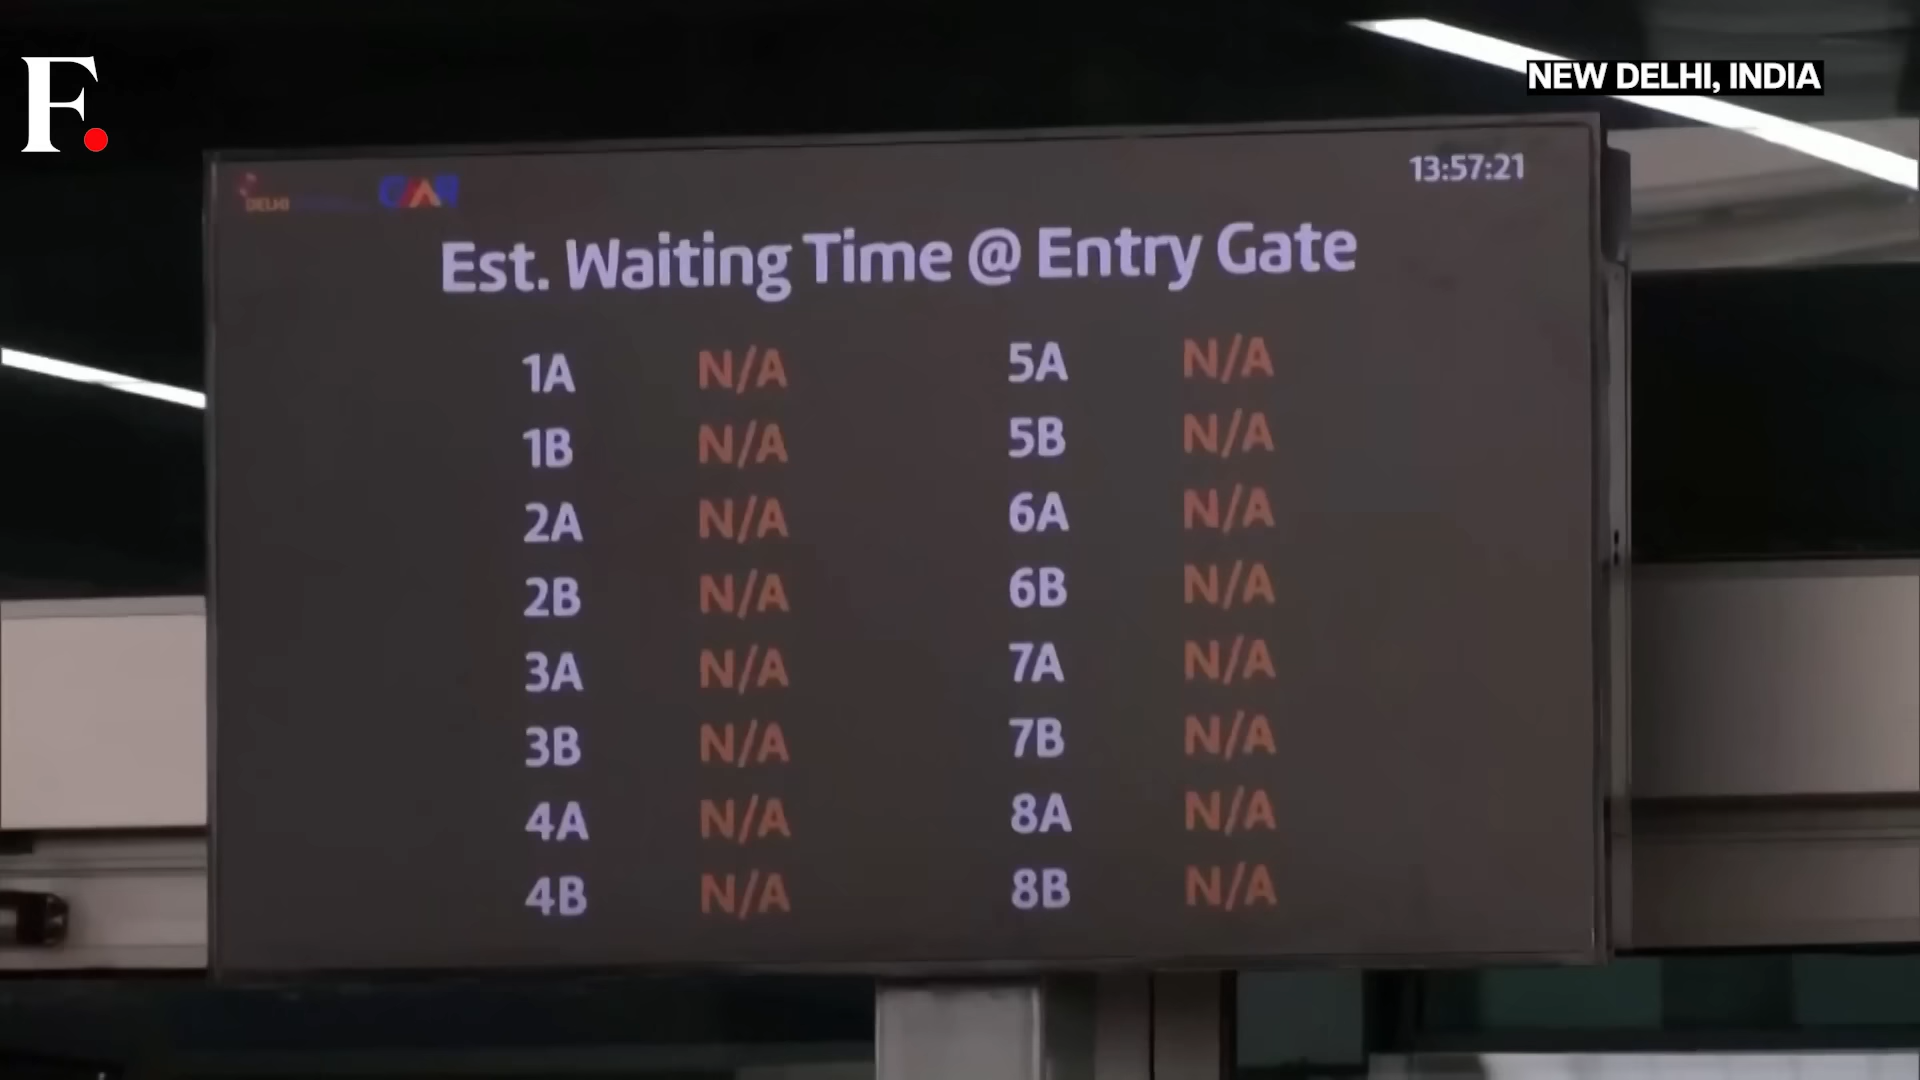 F.
NEW DELHI, INDIA
13:57:21
DELHI
GMR
Est. Waiting Time @ Entry Gate
1A N/A 5A N/A
1B N/A 5B N/A
2A N/A 6A N/A
2B N/A 6B N/A
3A N/A 7A N/A
3B N/A 7B N/A
4A N/A 8A N/A
4B N/A 8B N/A